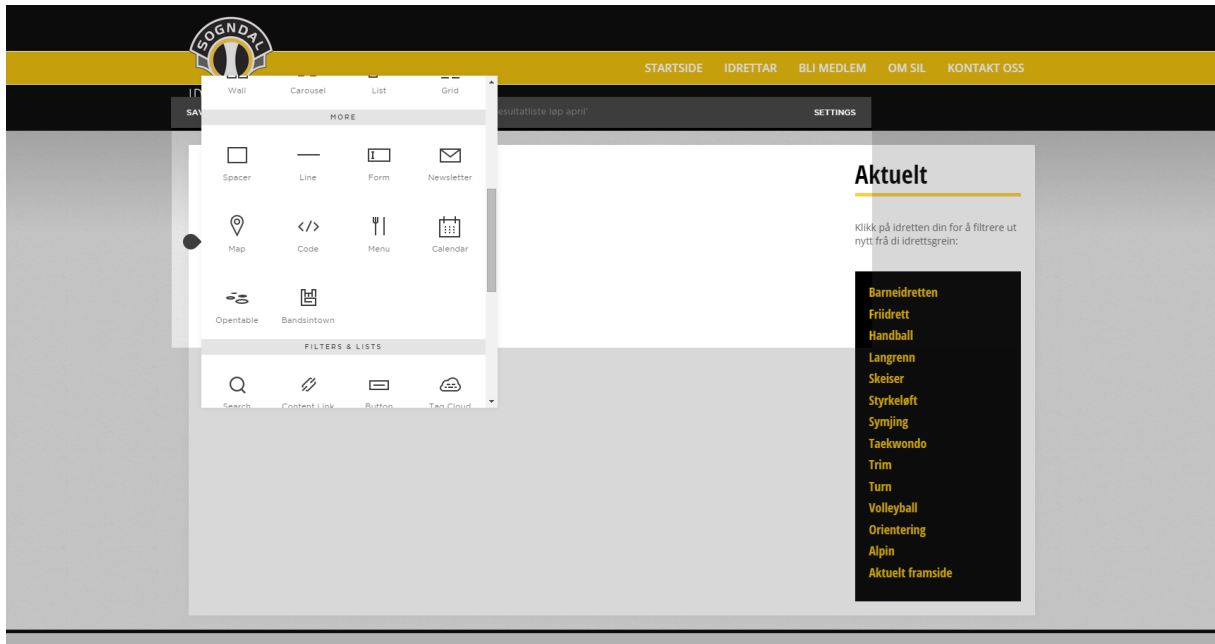 SOGNDAL
STARTSIDE IDRETTAR BLI MEDLEM OM SIL KONTAKT OSS
Wall Carousel List Grid
esultatliste løp april'
SETTINGS
MORE
Spacer Line Form Newsletter
Map Code Menu Calendar
Opentable Bandsintown
FILTERS & LISTS
Search Content Link Button Tag Cloud
Aktuelt
Klikk på idretten din for å filtrere ut
nytt frå di idrettsgrein:
Barneidretten
Friidrett
Handball
Langrenn
Skeiser
Styrkeløft
Symjing
Taekwondo
Trim
Turn
Volleyball
Orientering
Alpin
Aktuelt framside